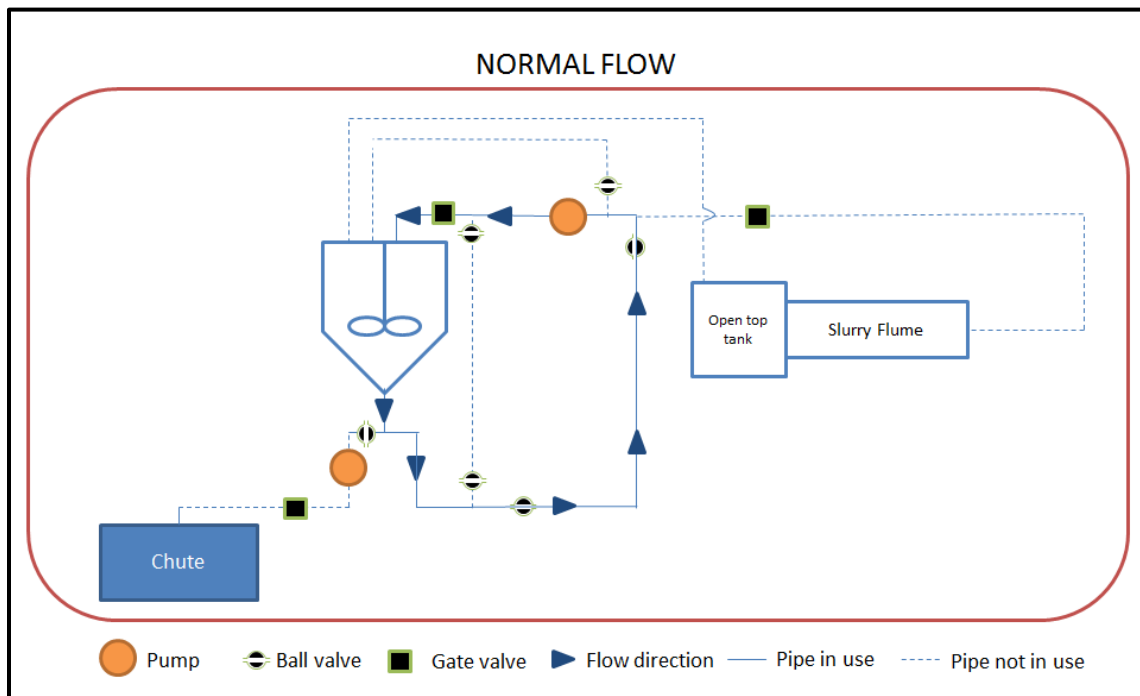 NORMAL FLOW
Open top
tank
Slurry Flume
Chute
Pump
Ball valve
Gate valve
Flow direction
Pipe in use
Pipe not in use